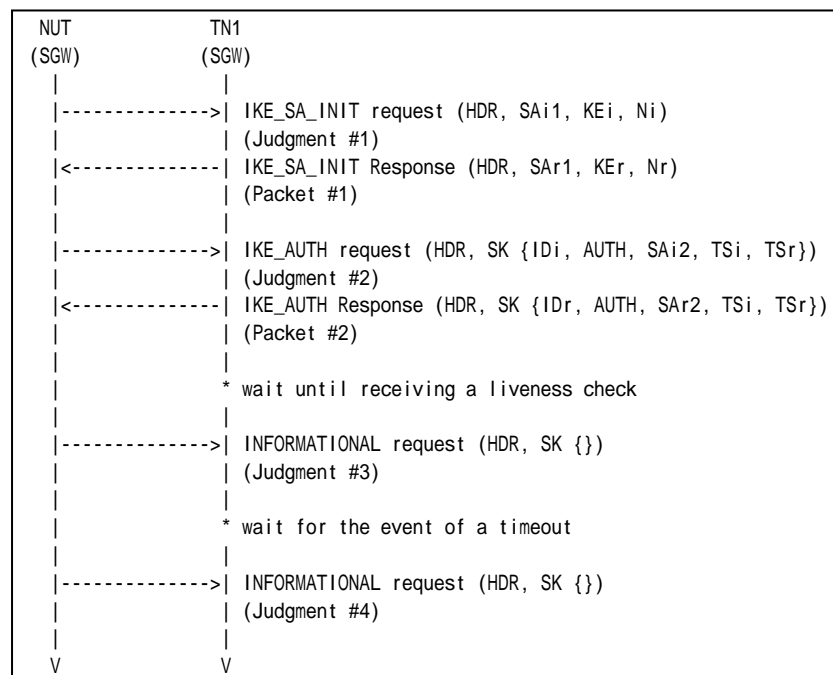 NUT TN1
(SGW) (SGW)
| |
|-------------->| IKE_SA_INIT request (HDR, SAi1, KEi, Ni)
| | (Judgment #1)
|<--------------| IKE_SA_INIT Response (HDR, SAr1, KEr, Nr)
| | (Packet #1)
| |
|-------------->| IKE_AUTH request (HDR, SK {IDi, AUTH, SAi2, TSi, TSr})
| | (Judgment #2)
|<--------------| IKE_AUTH Response (HDR, SK {IDr, AUTH, SAr2, TSi, TSr})
| | (Packet #2)
| |
| * wait until receiving a liveness check
| |
|-------------->| INFORMATIONAL request (HDR, SK {})
| | (Judgment #3)
| |
| * wait for the event of a timeout
| |
|-------------->| INFORMATIONAL request (HDR, SK {})
| | (Judgment #4)
| |
V V